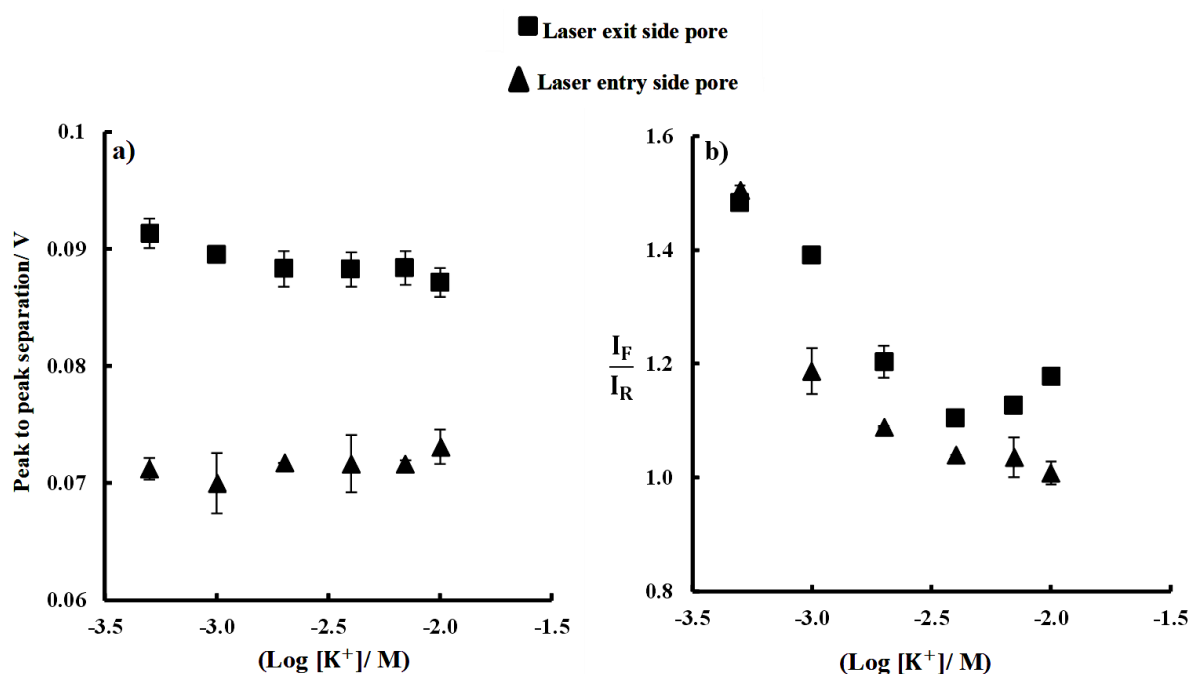 Laser exit side pore
Laser entry side pore
a)
Peak to peak separation/ V
0.1
0.09
0.08
0.07
0.06
-3.5 -3.0 -2.5 -2.0 -1.5
(Log [K⁺]/ M)
b)
I_F
I_R
1.6
1.4
1.2
1.0
0.8
-3.5 -3.0 -2.5 -2.0 -1.5
(Log [K⁺]/ M)